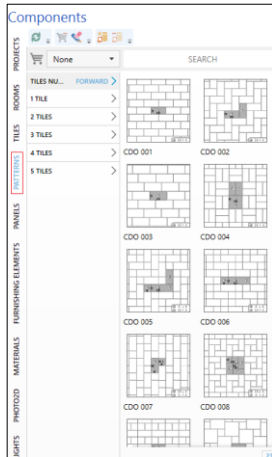 Components
PROJECTS
ROOMS
TILES
PATTERNS
PANELS
FURNISHING ELEMENTS
MATERIALS
PHOTO2D
None
SEARCH
TILES NU... FORWARD
1 TILE
2 TILES
3 TILES
4 TILES
5 TILES
CDO 001
CDO 002
CDO 003
CDO 004
CDO 005
CDO 006
CDO 007
CDO 008